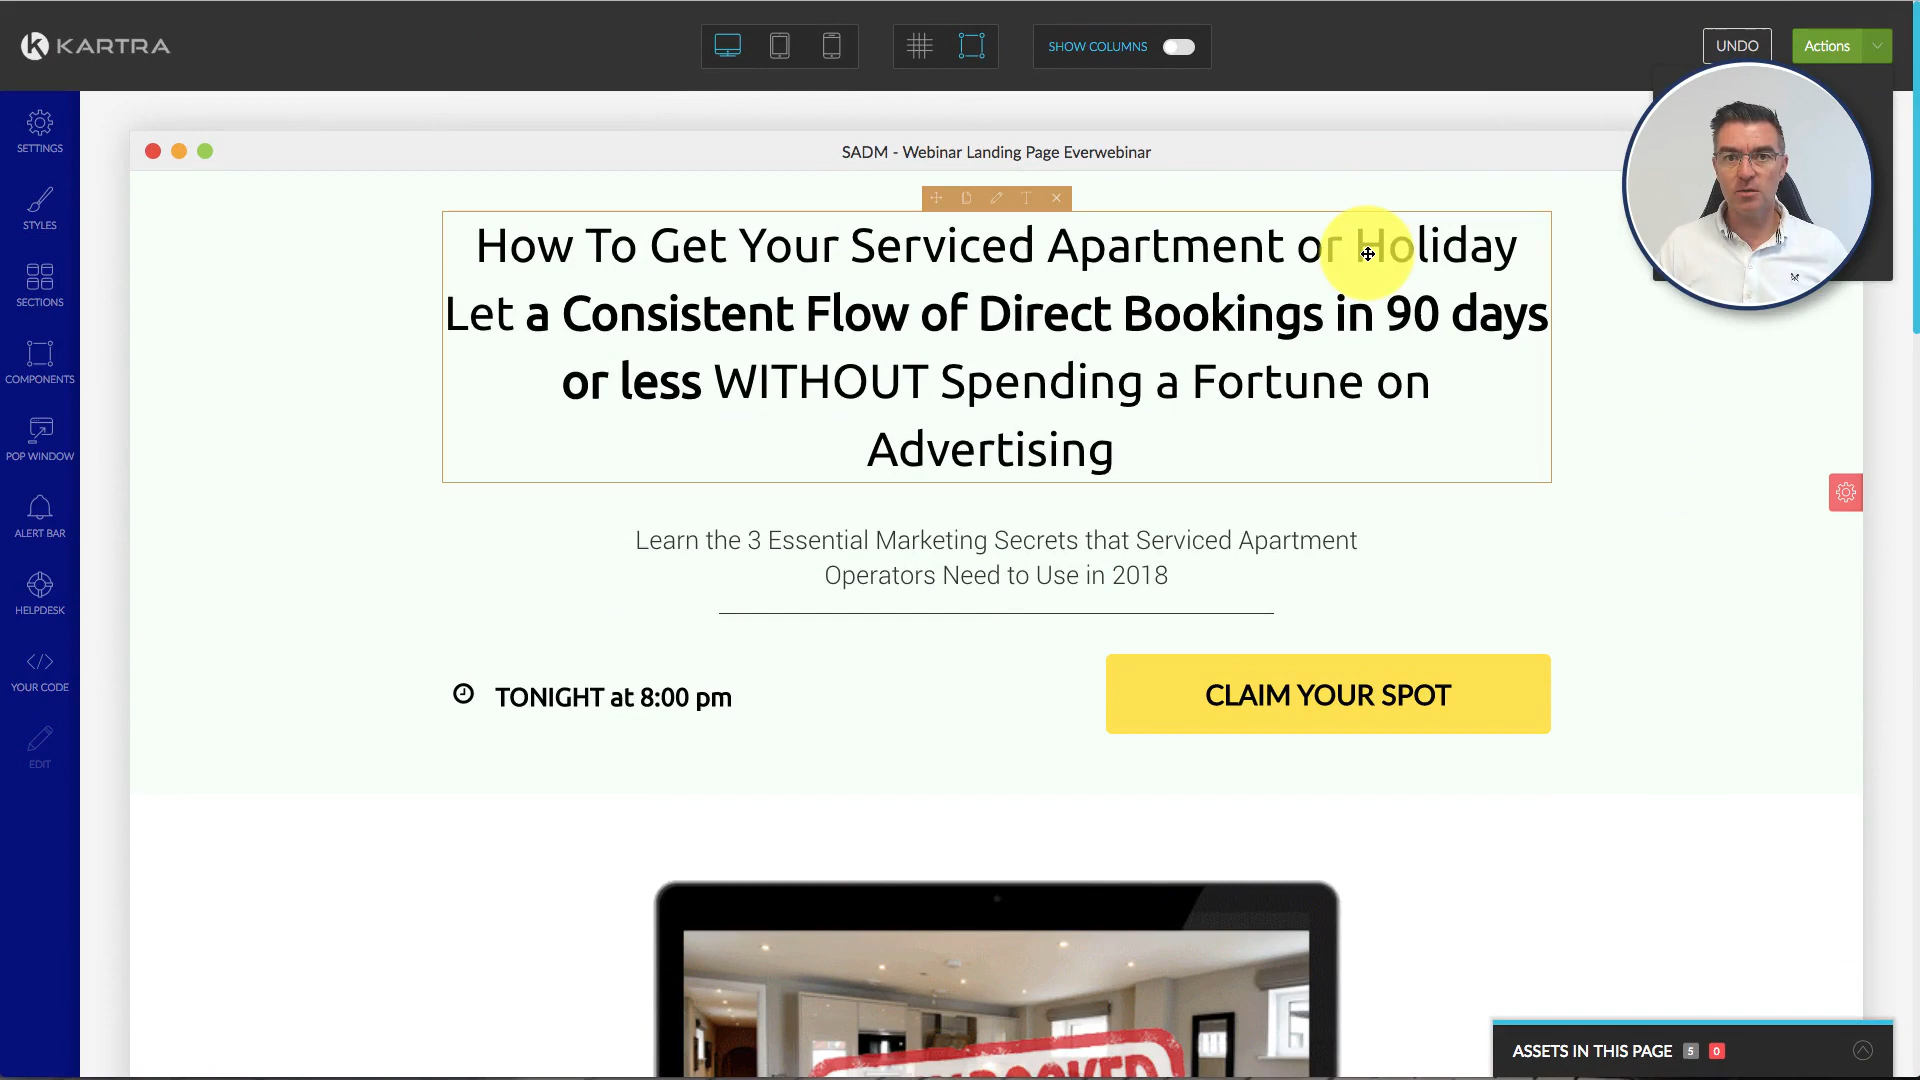 KARTRA
SHOW COLUMNS
UNDO
Actions
SETTINGS
STYLES
SECTIONS
COMPONENTS
POP WINDOW
ALERT BAR
HELPDESK
YOUR CODE
EDIT
SADM - Webinar Landing Page Everwebinar
How To Get Your Serviced Apartment or Holiday
Let a Consistent Flow of Direct Bookings in 90 days
or less WITHOUT Spending a Fortune on
Advertising
Learn the 3 Essential Marketing Secrets that Serviced Apartment
Operators Need to Use in 2018
TONIGHT at 8:00 pm
CLAIM YOUR SPOT
ASSETS IN THIS PAGE 5 0